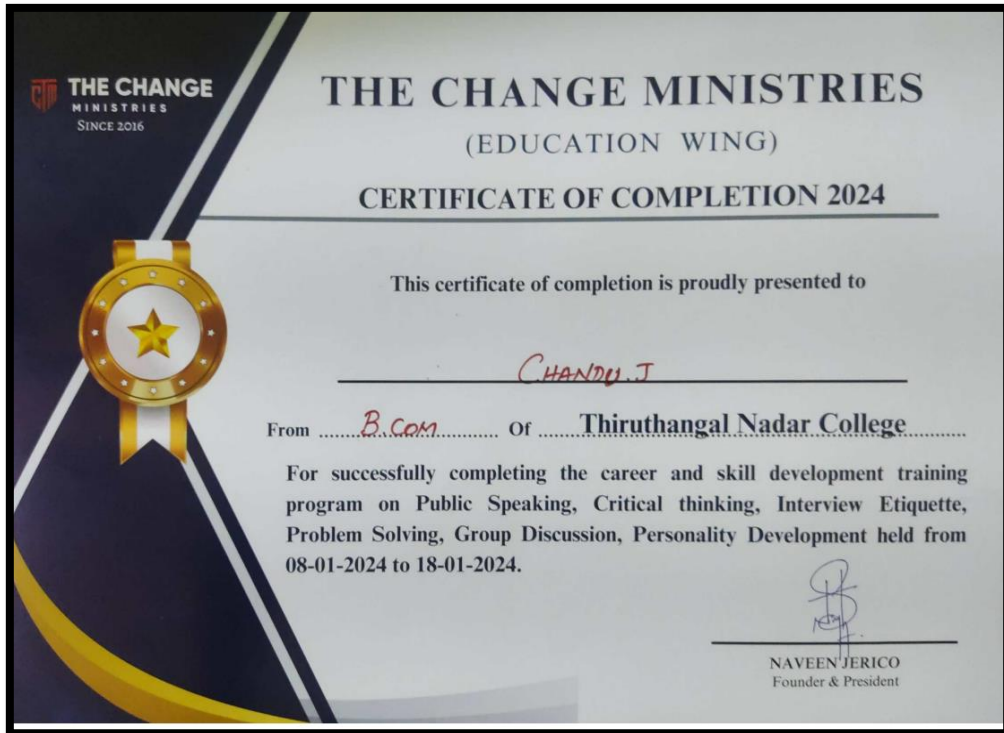 THE CHANGE
MINISTRIES
SINCE 2016
THE CHANGE MINISTRIES
(EDUCATION WING)
CERTIFICATE OF COMPLETION 2024
This certificate of completion is proudly presented to
CHANDU.J
From ........B.COM............ Of ........Thiruthangal Nadar College............
For successfully completing the career and skill development training
program on Public Speaking, Critical thinking, Interview Etiquette,
Problem Solving, Group Discussion, Personality Development held from
08-01-2024 to 18-01-2024.
NAVEEN JERICO
Founder & President